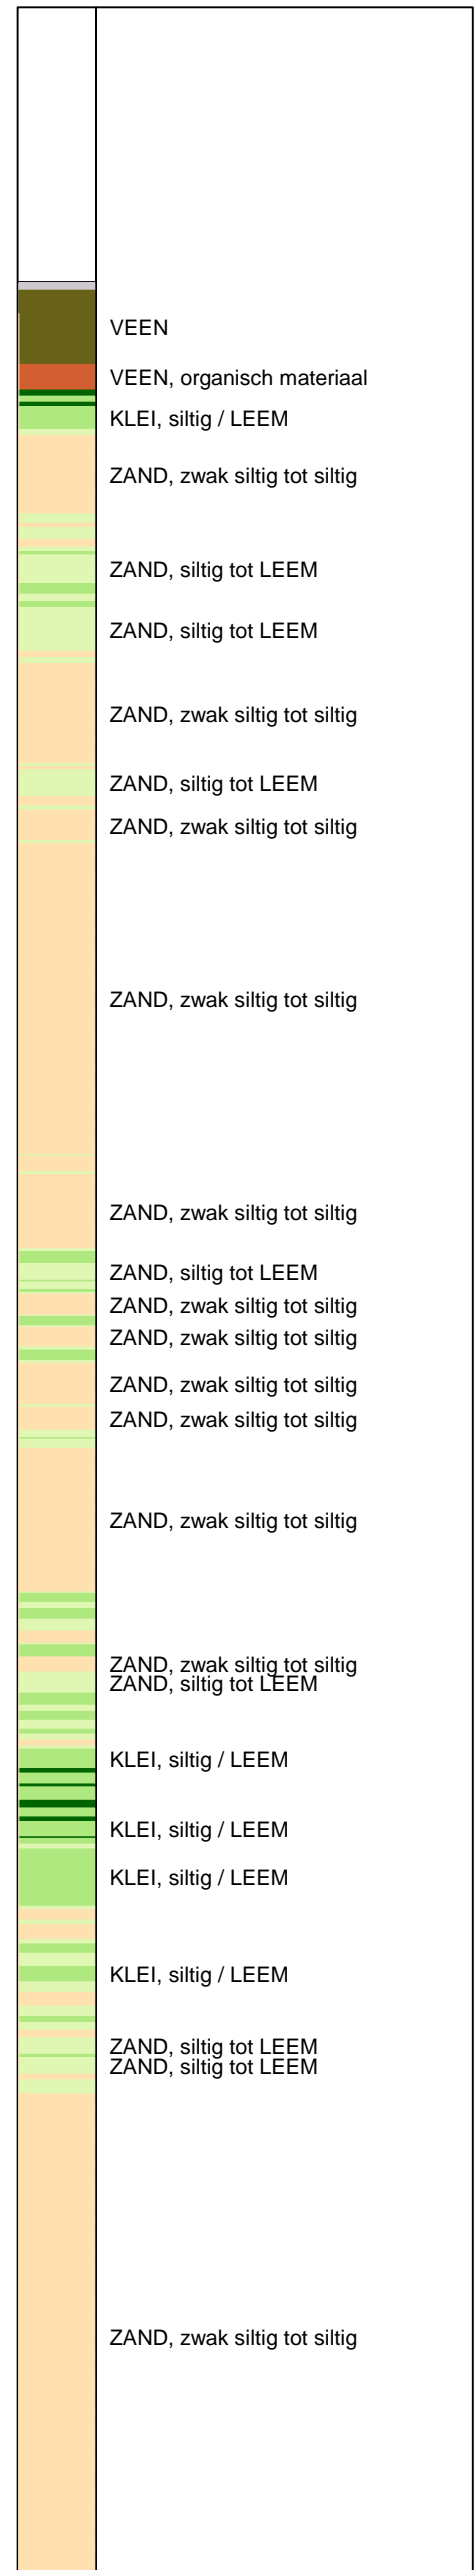 VEEN
VEEN, organisch materiaal
KLEI, siltig / LEEM
ZAND, zwak siltig tot siltig
ZAND, siltig tot LEEM
ZAND, siltig tot LEEM
ZAND, zwak siltig tot siltig
ZAND, siltig tot LEEM
ZAND, zwak siltig tot siltig
ZAND, zwak siltig tot siltig
ZAND, zwak siltig tot siltig
ZAND, siltig tot LEEM
ZAND, zwak siltig tot siltig
ZAND, zwak siltig tot siltig
ZAND, zwak siltig tot siltig
ZAND, zwak siltig tot siltig
ZAND, zwak siltig tot siltig
ZAND, zwak siltig tot siltig
ZAND, siltig tot LEEM
KLEI, siltig / LEEM
KLEI, siltig / LEEM
KLEI, siltig / LEEM
KLEI, siltig / LEEM
ZAND, siltig tot LEEM
ZAND, siltig tot LEEM
ZAND, zwak siltig tot siltig